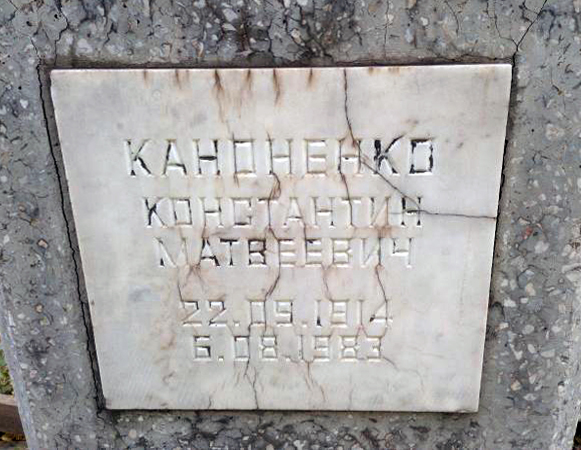 КАНОНЕНКО
КОНСТАНТИН
МАТВЕЕВИЧ
22.09.1914
6.08.1983